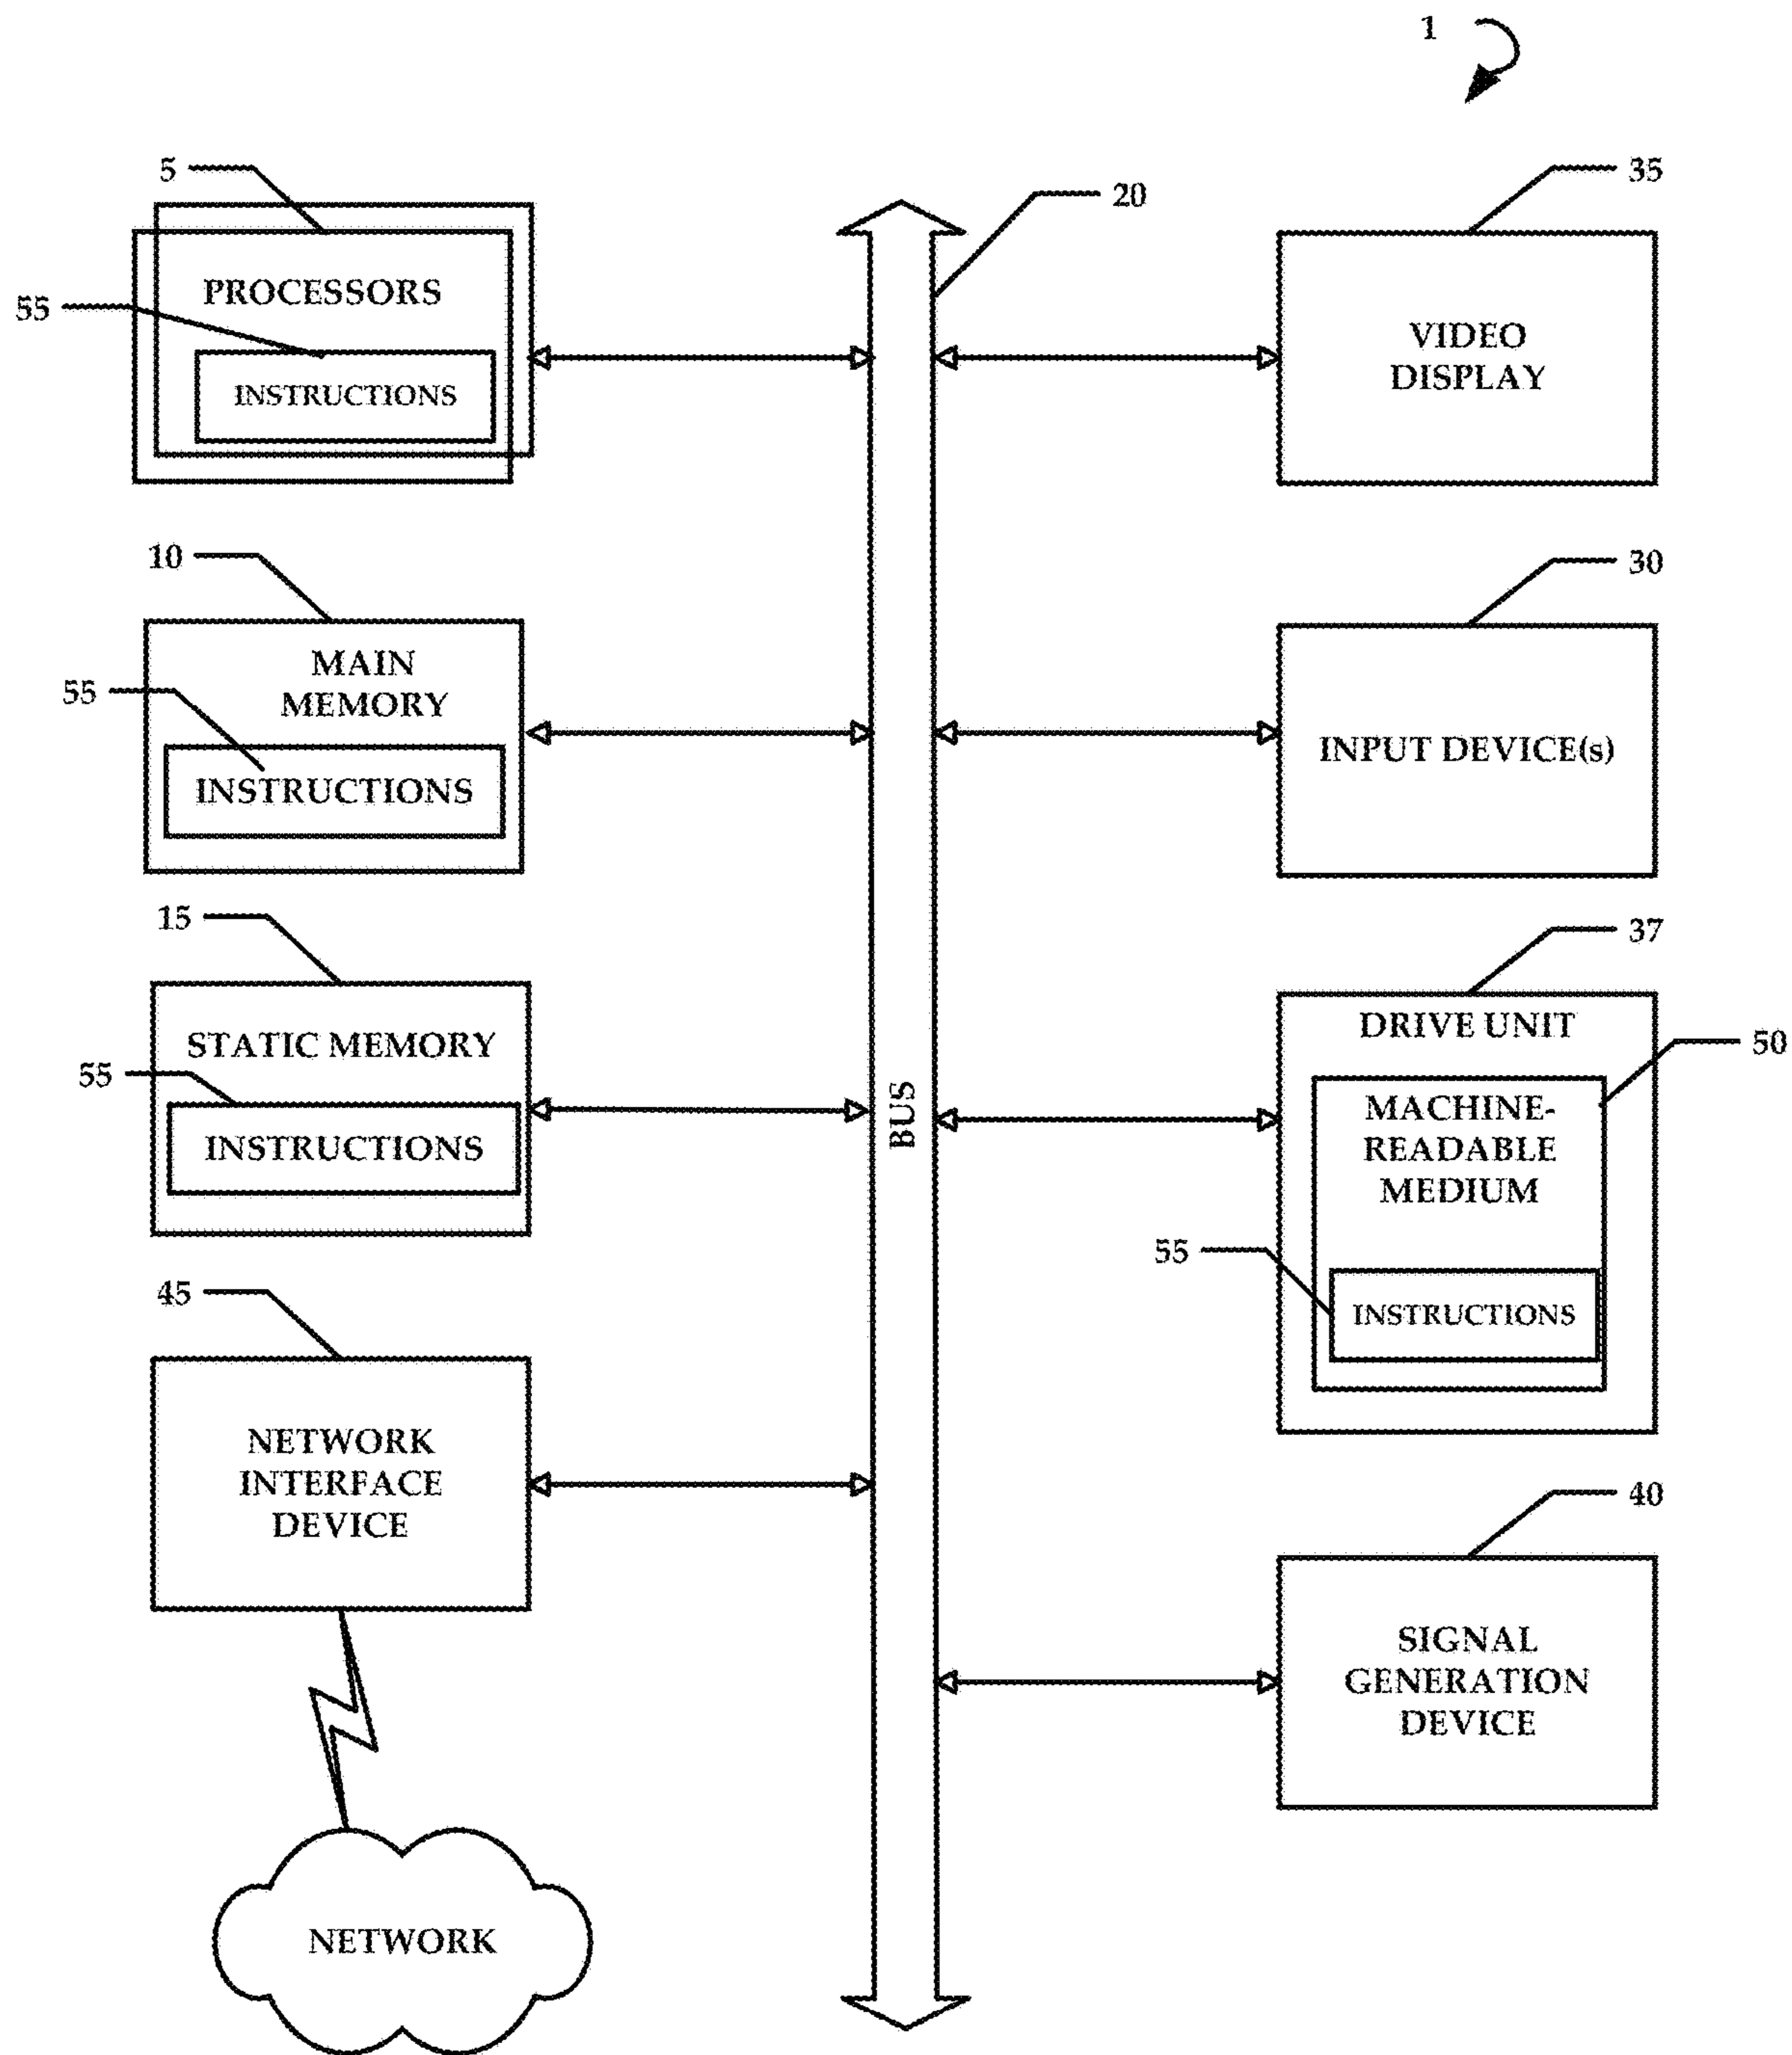 1
5
PROCESSORS
55
INSTRUCTIONS
10
MAIN
MEMORY
55
INSTRUCTIONS
15
STATIC MEMORY
55
INSTRUCTIONS
45
NETWORK
INTERFACE
DEVICE
NETWORK
20
BUS
35
VIDEO
DISPLAY
30
INPUT DEVICE(s)
37
DRIVE UNIT
50
MACHINE-
READABLE
MEDIUM
55
INSTRUCTIONS
40
SIGNAL
GENERATION
DEVICE